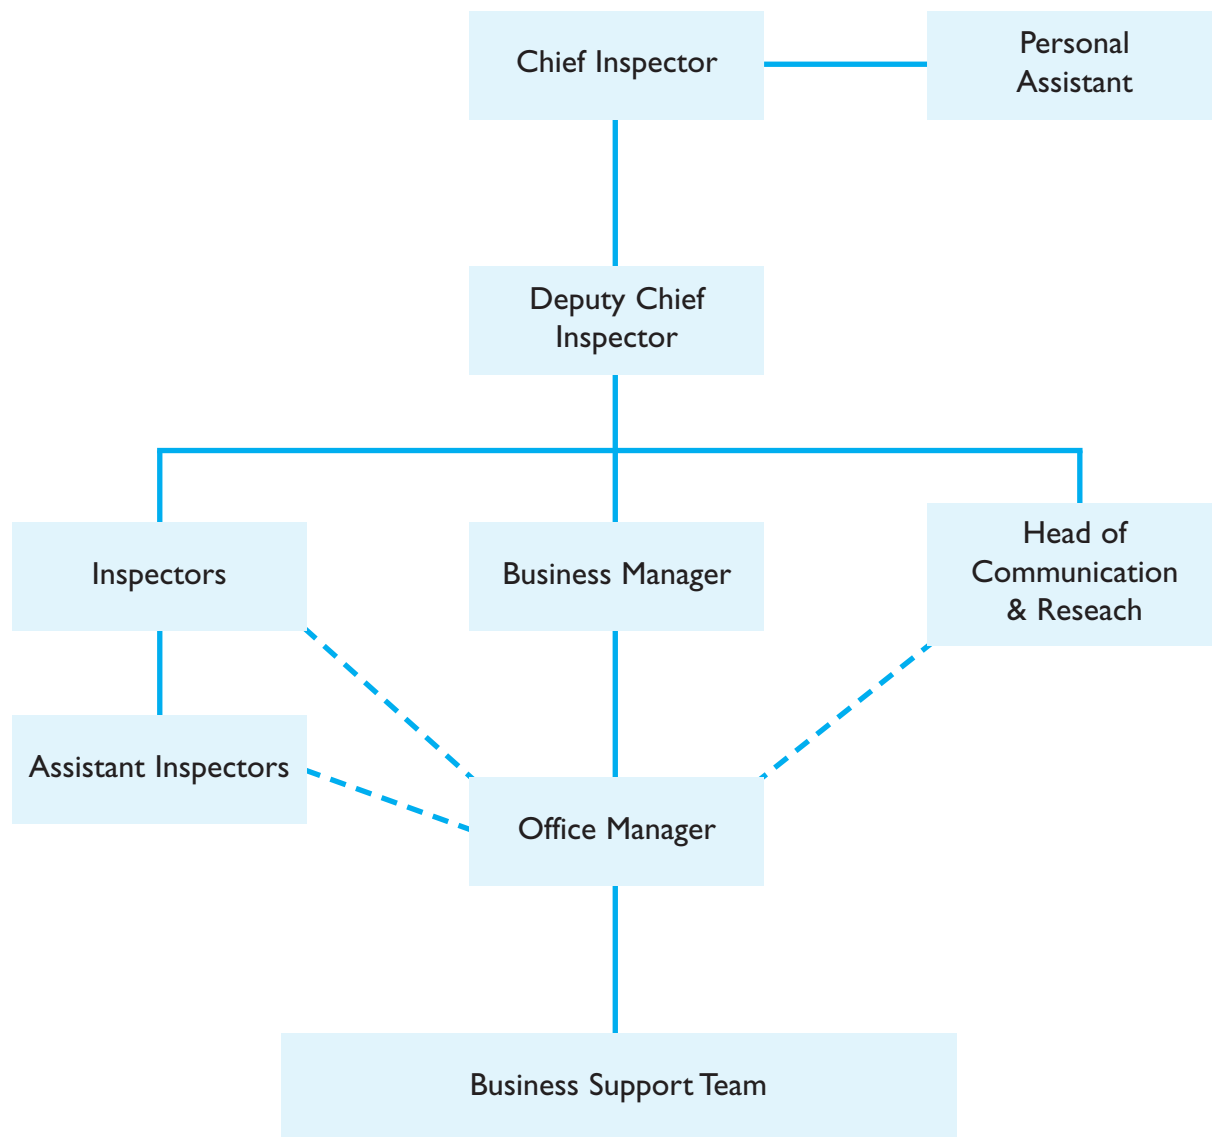 Chief Inspector
Personal
Assistant
Deputy Chief
Inspector
Inspectors
Business Manager
Head of
Communication
& Reseach
Assistant Inspectors
Office Manager
Business Support Team